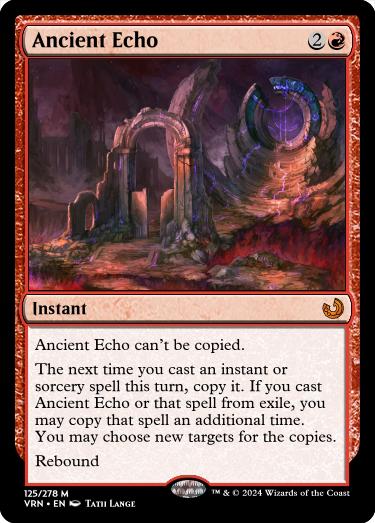 Ancient Echo 2
Instant
Ancient Echo can't be copied.
The next time you cast an instant or
sorcery spell this turn, copy it. If you cast
Ancient Echo or that spell from exile, you
may copy that spell an additional time.
You may choose new targets for the copies.
Rebound
125/278 M
VRN • EN Tatii Lange
™ & © 2024 Wizards of the Coast